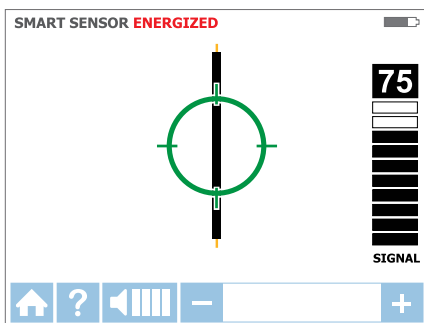 SMART SENSOR ENERGIZED
75
SIGNAL
?
− +